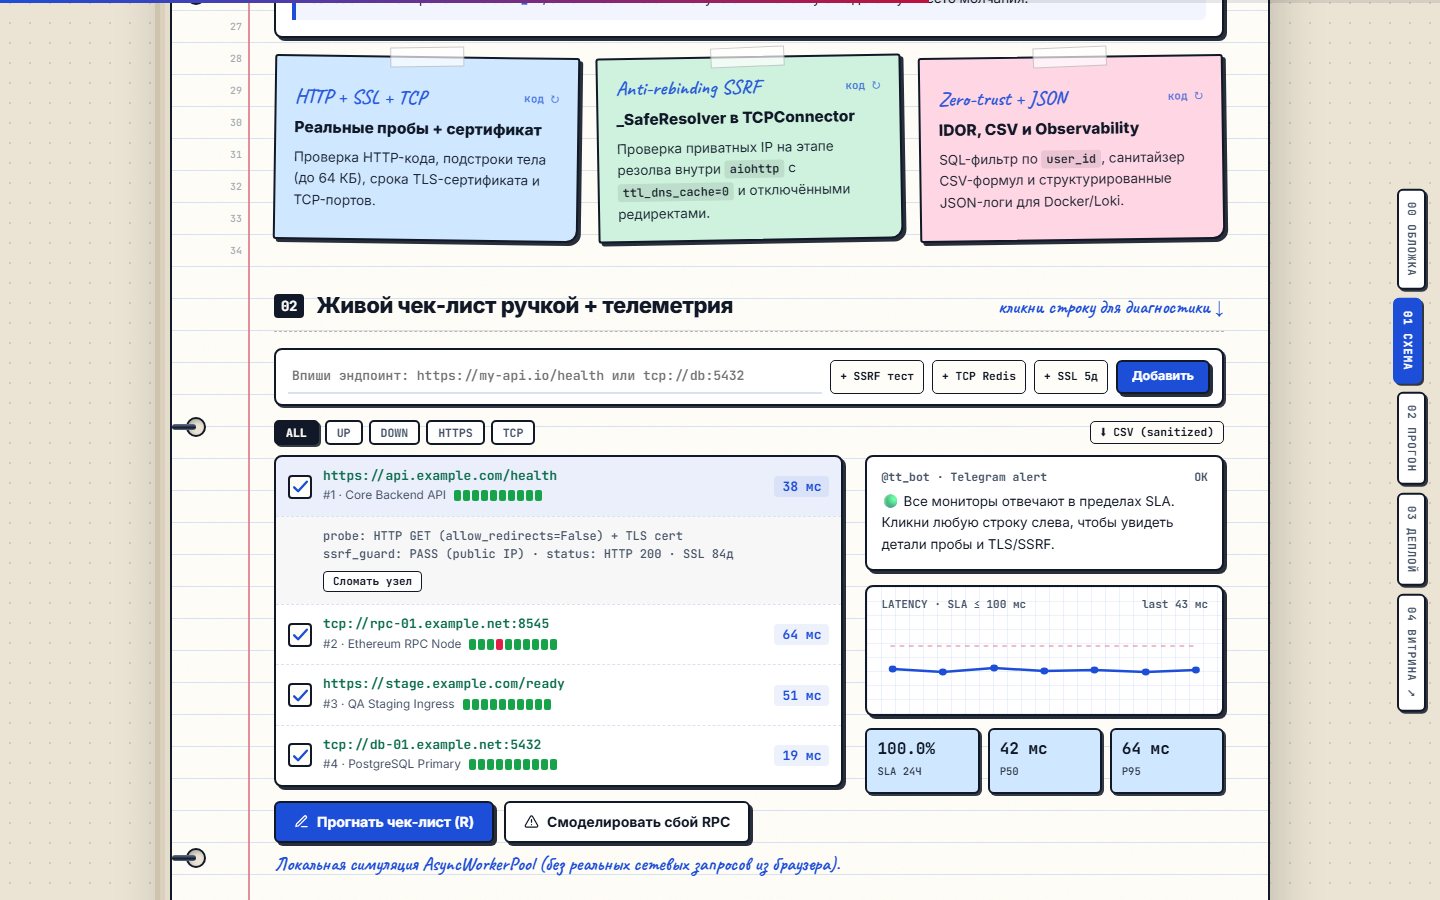 27
28
29
30
31
32
33
34
HTTP + SSL + TCP
код ↻
Реальные пробы + сертификат
Проверка HTTP-кода, подстроки тела
(до 64 КБ), срока TLS-сертификата и
TCP-портов.
Anti-rebinding SSRF
код ↻
_SafeResolver в TCPConnector
Проверка приватных IP на этапе
резолва внутри aiohttp с
ttl_dns_cache=0 и отключёнными
редиректами.
Zero-trust + JSON
код ↻
IDOR, CSV и Observability
SQL-фильтр по user_id, санитайзер
CSV-формул и структурированные
JSON-логи для Docker/Loki.
02 Живой чек-лист ручкой + телеметрия
кликни строку для диагностики ↓
Впиши эндпоинт: https://my-api.io/health или tcp://db:5432
+ SSRF тест
+ TCP Redis
+ SSL 5д
Добавить
ALL
UP
DOWN
HTTPS
TCP
⬇ CSV (sanitized)
https://api.example.com/health
#1 · Core Backend API
38 мс
probe: HTTP GET (allow_redirects=False) + TLS cert
ssrf_guard: PASS (public IP) · status: HTTP 200 · SSL 84д
Сломать узел
tcp://rpc-01.example.net:8545
#2 · Ethereum RPC Node
64 мс
https://stage.example.com/ready
#3 · QA Staging Ingress
51 мс
tcp://db-01.example.net:5432
#4 · PostgreSQL Primary
19 мс
@tt_bot · Telegram alert
OK
Все мониторы отвечают в пределах SLA.
Кликни любую строку слева, чтобы увидеть
детали пробы и TLS/SSRF.
LATENCY · SLA ≤ 100 мс
last 43 мс
100.0%
SLA 24Ч
42 мс
P50
64 мс
P95
Прогнать чек-лист (R)
Смоделировать сбой RPC
Локальная симуляция AsyncWorkerPool (без реальных сетевых запросов из браузера).
00 ОБЛОЖКА
01 СХЕМА
02 ПРОГОН
03 ДЕПЛОЙ
04 ВИТРИНА ↗